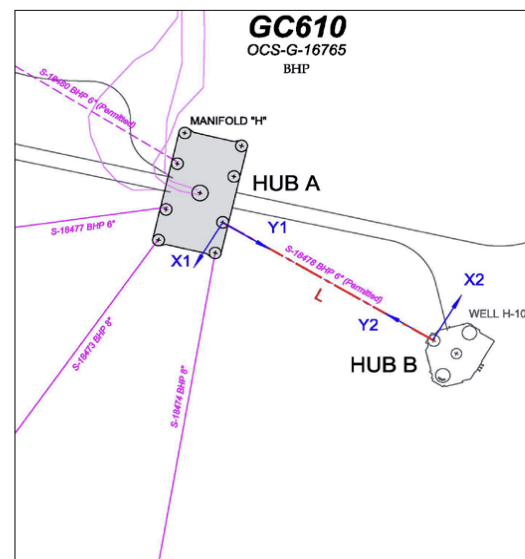 GC610
OCS-G-16765
BHP
S-18480 BHP 6" (Permitted)
MANIFOLD "H"
HUB A
S-18477 BHP 6"
Y1
X1
S-18476 BHP 6" (Permitted)
L
X2
Y2
WELL H-10
HUB B
S-18473 BHP 8"
S-18474 BHP 8"